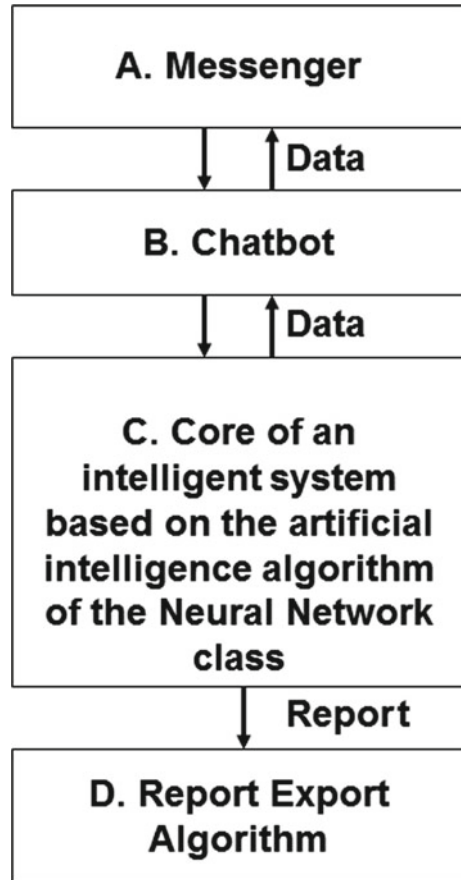 A. Messenger
Data
B. Chatbot
Data
C. Core of an
intelligent system
based on the artificial
intelligence algorithm
of the Neural Network
class
Report
D. Report Export
Algorithm